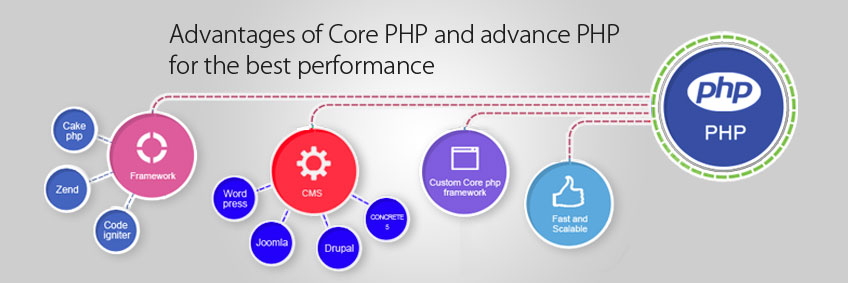 Advantages of Core PHP and advance PHP
for the best performance
php
PHP
Cake
php
Framework
Zend
Code
igniter
CMS
Word
press
Joomla
Drupal
CONCRETE
5
Custom Core php
framework
Fast and
Scalable